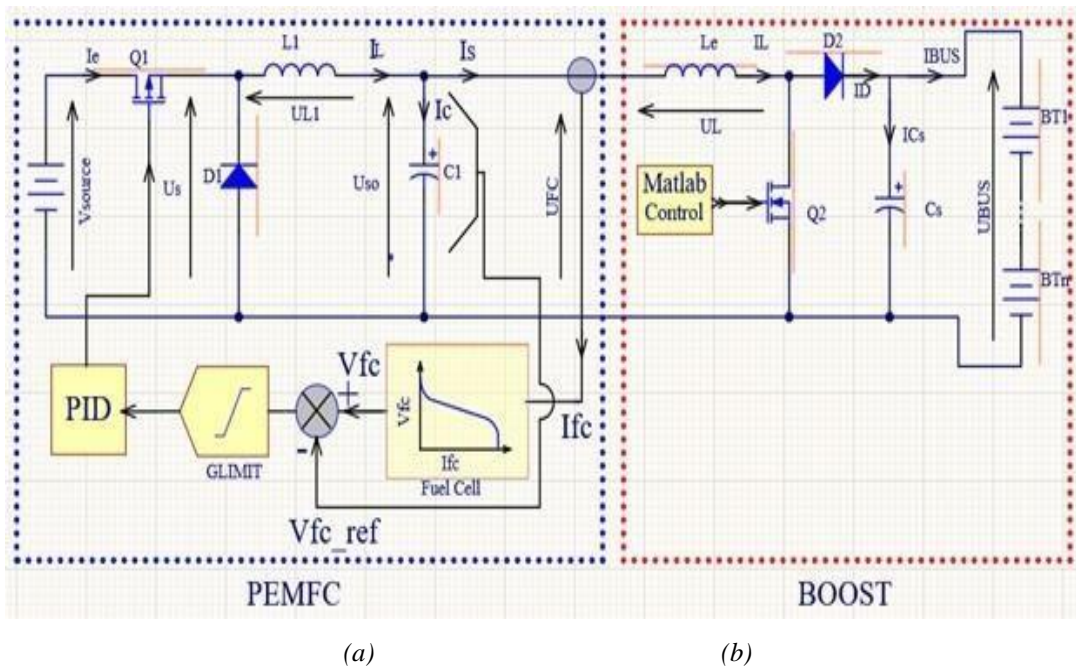 Ie
Q1
L1
IL
Is
Le
IL
D2
ID
IBUS
UL1
Ic
UL
ICs
BT1
Vsource
Us
D1
Uso
C1
UFC
Matlab
Control
Q2
Cs
UBUS
BTn
PID
GLIMIT
Vfc
+
-
Vfc
Ifc
Fuel Cell
Ifc
Vfc_ref
PEMFC
BOOST
(a)
(b)